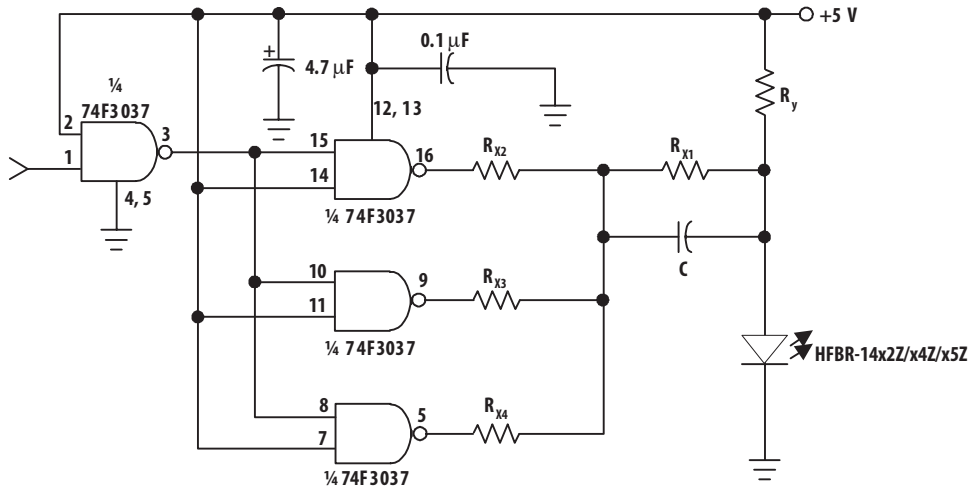 +5 V
0.1 μF
+
4.7 μF
¼
74F3037
12, 13
R_y
2
3
1
15
16
R_X2
R_X1
14
4, 5
¼ 74F3037
C
10
9
R_X3
11
¼ 74F3037
HFBR-14x2Z/x4Z/x5Z
8
5
R_X4
7
¼ 74F3037